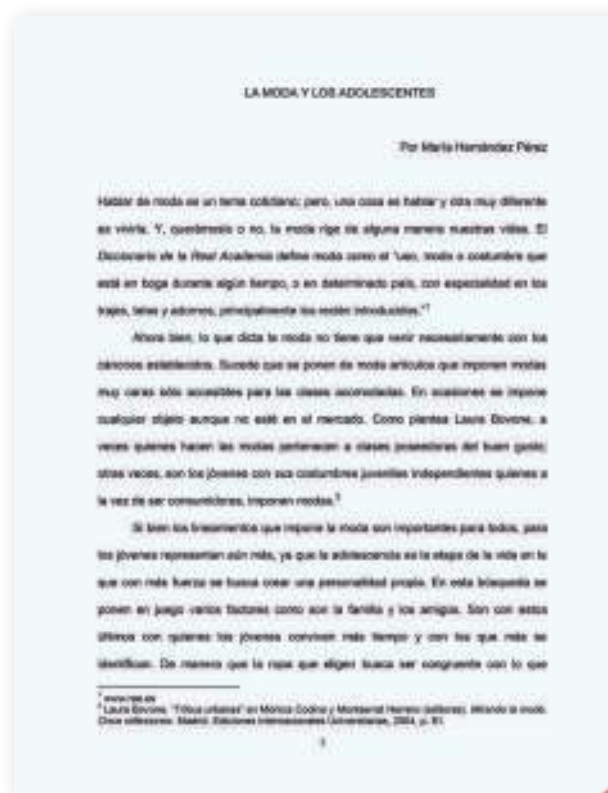 LA MODA Y LOS ADOLESCENTES
Por María Hernández Pérez
Hablar de moda es un tema cotidiano; pero, una cosa es hablar y otra muy diferente
es vivirla. Y, querámoslo o no, la moda rige de alguna manera nuestras vidas. El
Diccionario de la Real Academia define moda como el "uso, modo o costumbre que
está en boga durante algún tiempo, o en determinado país, con especialidad en los
trajes, telas y adornos, principalmente los recién introducidos."1
Ahora bien, lo que dicta la moda no tiene que venir necesariamente con los
cánones establecidos. Sucede que se ponen de moda artículos que imponen modas
muy caras sólo accesibles para las clases acomodadas. En ocasiones se impone
cualquier objeto aunque no esté en el mercado. Como plantea Laura Bovone, a
veces quienes hacen las modas pertenecen a clases poseedoras del buen gusto;
otras veces, son los jóvenes con sus costumbres juveniles independientes quienes a
la vez de ser consumidores, imponen modas.2
Si bien los lineamientos que impone la moda son importantes para todos, para
los jóvenes representan aún más, ya que la adolescencia es la etapa de la vida en la
que con más fuerza se busca crear una personalidad propia. En esta búsqueda se
ponen en juego varios factores como son la familia y los amigos. Son con estos
últimos con quienes los jóvenes conviven más tiempo y con los que más se
identifican. De manera que la ropa que eligen busca ser congruente con lo que
1 www.rae.es
2 Laura Bovone, "Tribus urbanas" en Mónica Codina y Montserrat Herrero (editoras), Mirando la moda.
Once reflexiones. Madrid, Ediciones Internacionales Universitarias, 2004, p. 91.